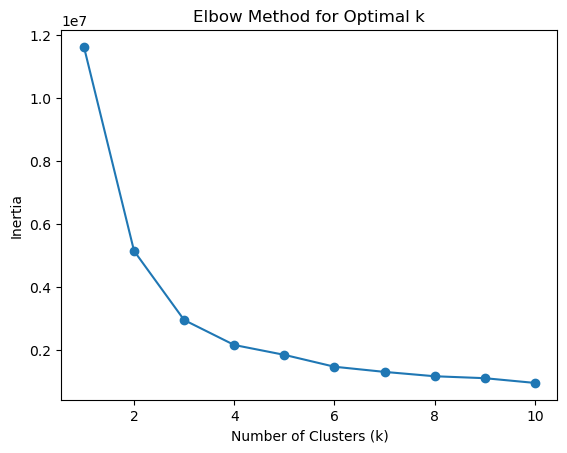 Elbow Method for Optimal k
1e7
1.2
1.0
0.8
0.6
0.4
0.2
Inertia
2 4 6 8 10
Number of Clusters (k)